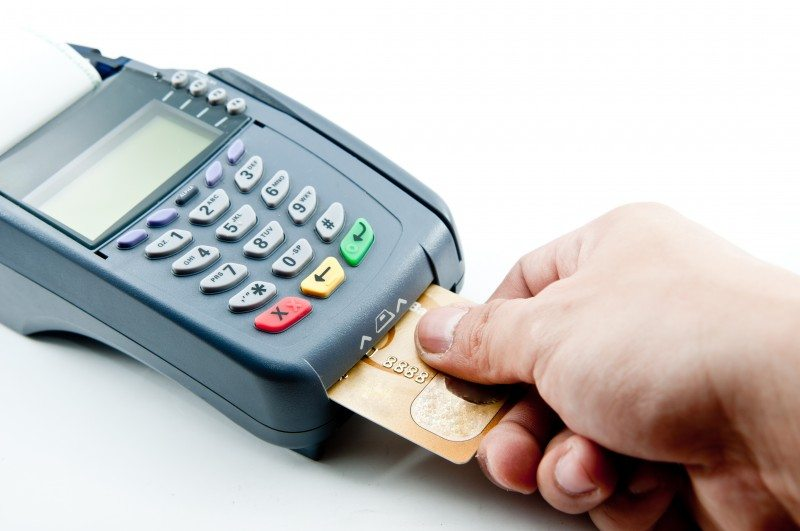 ALPHA
QZ 1
2 ABC
3 DEF
4 GHI
5 JKL
6 MNO
PRS 7
8 TUV
9 WXY
,'" *
0 SP
#
X
8888